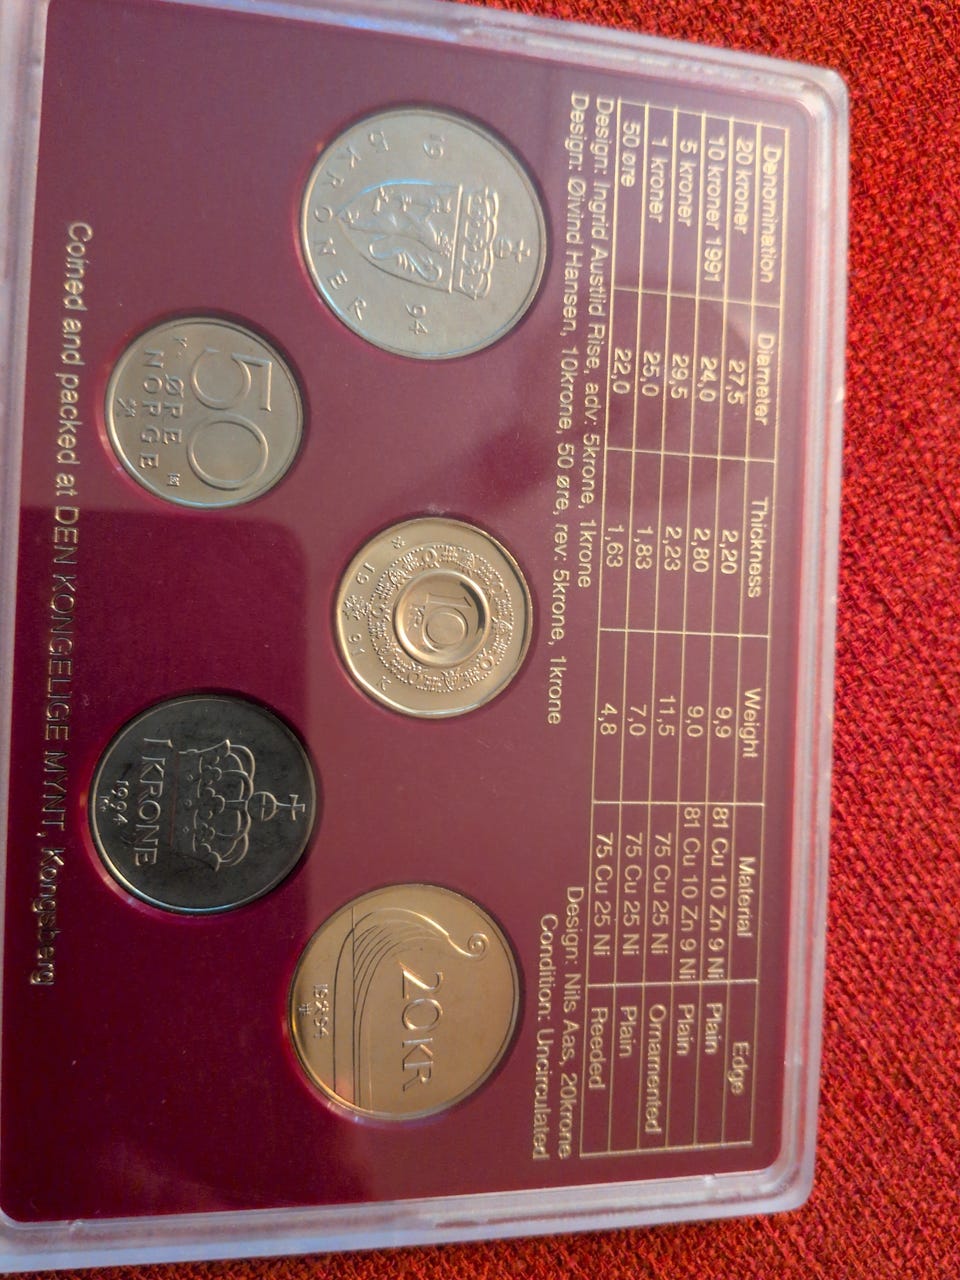 Denomination Diameter Thickness Weight Material Edge
20 kroner 27,5 2,20 9,9 81 Cu 10 Zn 9 Ni Plain
10 kroner 1991 24,0 2,80 9,0 81 Cu 10 Zn 9 Ni Plain
5 kroner 29,5 2,23 11,5 75 Cu 25 Ni Ornamented
1 kroner 25,0 1,83 7,0 75 Cu 25 Ni Plain
50 øre 22,0 1,63 4,8 75 Cu 25 Ni Reeded
Design: Ingrid Austlid Rise, adv: 5krone, 1krone
Design: Øivind Hansen, 10krone, 50 øre, rev: 5krone, 1krone
Design: Nils Aas, 20krone
Condition: Uncirculated
19 94
5 KRONER
10
KR
19 91 K
20KR
1994
50
ØRE
NORGE
1 KRONE
1994
Coined and packed at DEN KONGELIGE MYNT, Kongsberg